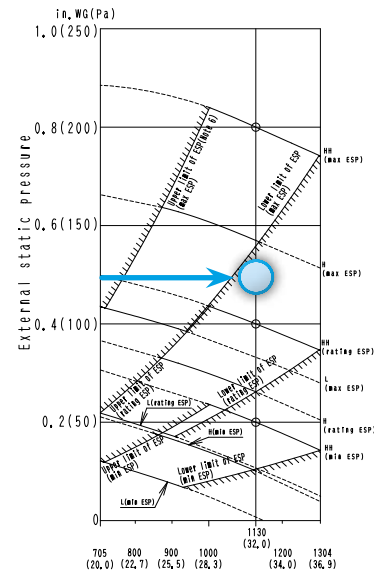 in.WG(Pa)
1.0(250)
0.8(200)
0.6(150)
0.4(100)
0.2(50)
0
External static pressure
Upper limit of ESP(Note 6)
(max ESP)
Lower limit of ESP
(max ESP)
HH
(max ESP)
H
(max ESP)
HH
(rating ESP)
L
(max ESP)
H
(rating ESP)
HH
(min ESP)
Upper limit of ESP
(rating ESP)
Lower limit of ESP
(rating ESP)
L(rating ESP)
H(min ESP)
Upper limit of ESP
(min ESP)
Lower limit of ESP
(min ESP)
L(min ESP)
705 800 900 1000 1130 1200 1304
(20.0) (22.7) (25.5) (28.3) (32.0) (34.0) (36.9)